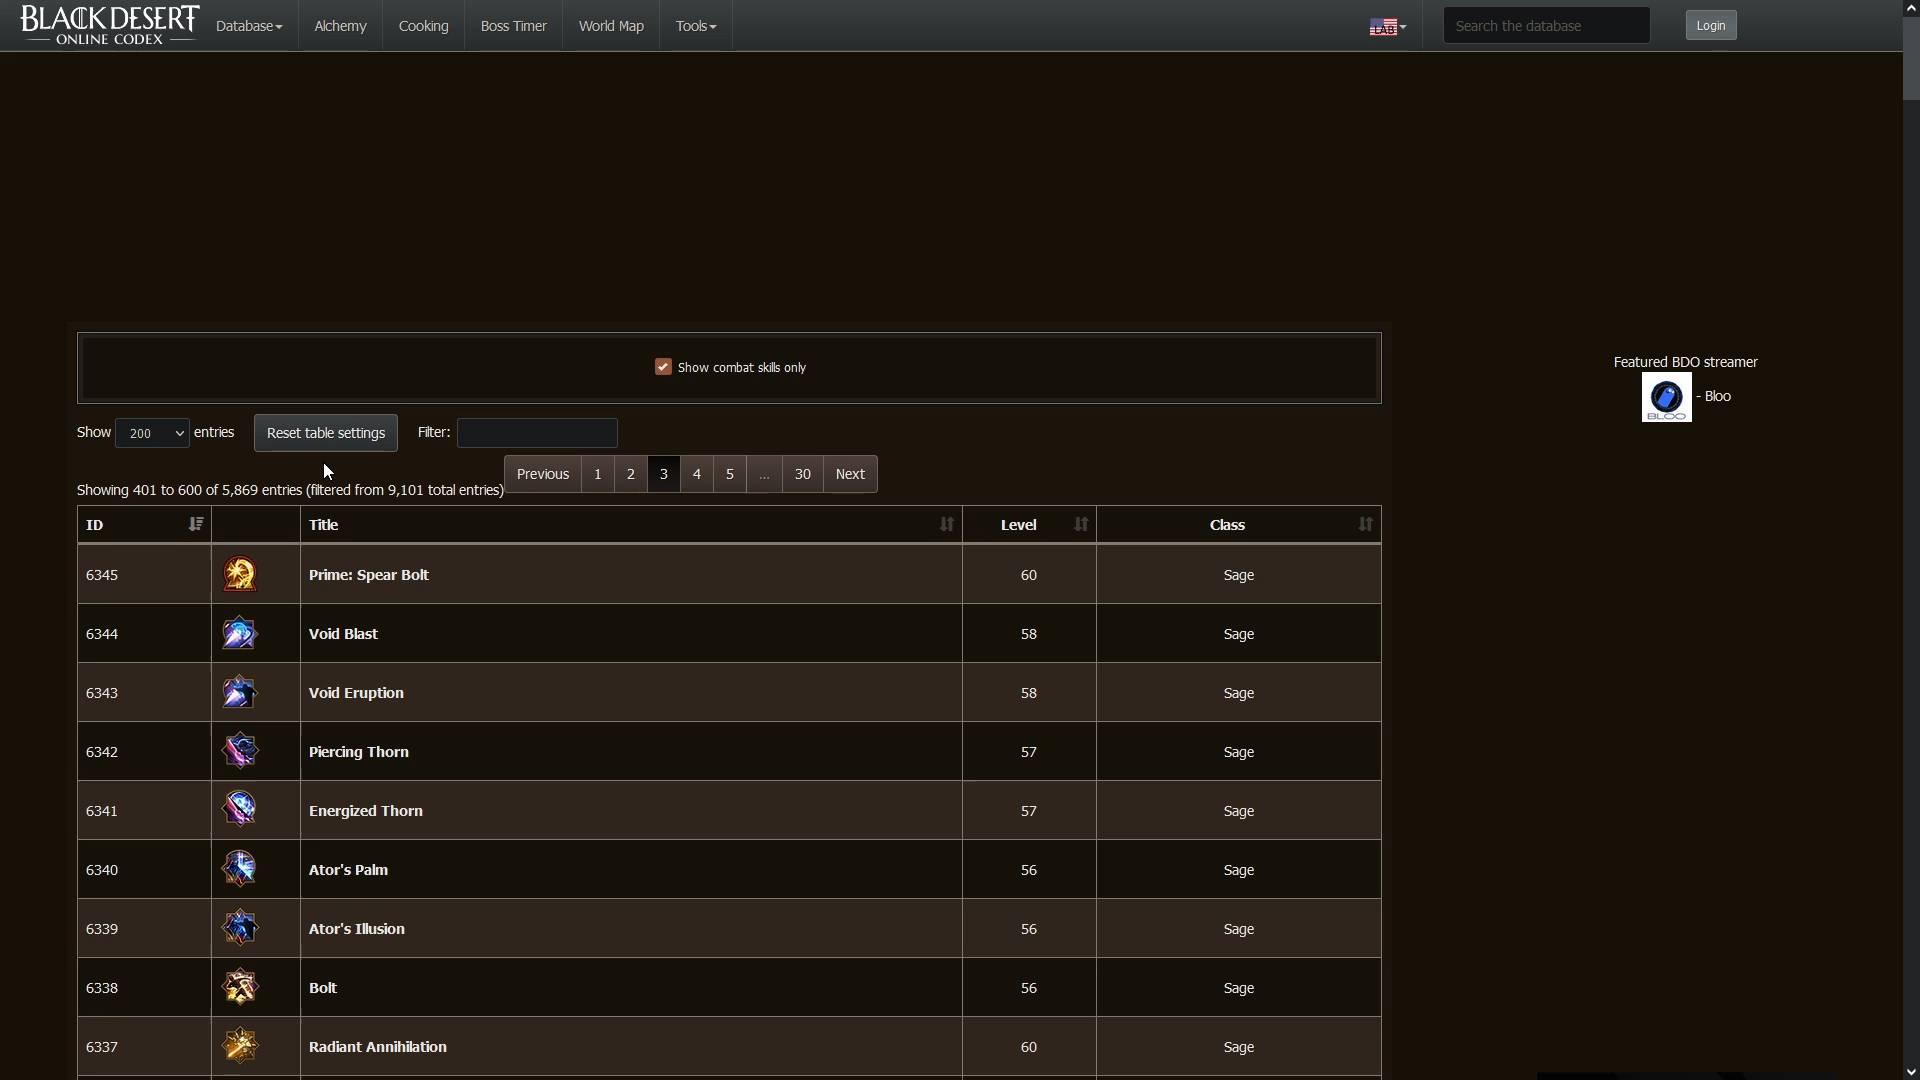 BLACK DESERT
ONLINE CODEX
Database
Alchemy
Cooking
Boss Timer
World Map
Tools
LAB
Search the database
Login
Show combat skills only
Featured BDO streamer
BLOO
- Bloo
Show 200 entries
Reset table settings
Filter:
Previous 1 2 3 4 5 ... 30 Next
Showing 401 to 600 of 5,869 entries (filtered from 9,101 total entries)
ID Title Level Class
6345 Prime: Spear Bolt 60 Sage
6344 Void Blast 58 Sage
6343 Void Eruption 58 Sage
6342 Piercing Thorn 57 Sage
6341 Energized Thorn 57 Sage
6340 Ator's Palm 56 Sage
6339 Ator's Illusion 56 Sage
6338 Bolt 56 Sage
6337 Radiant Annihilation 60 Sage